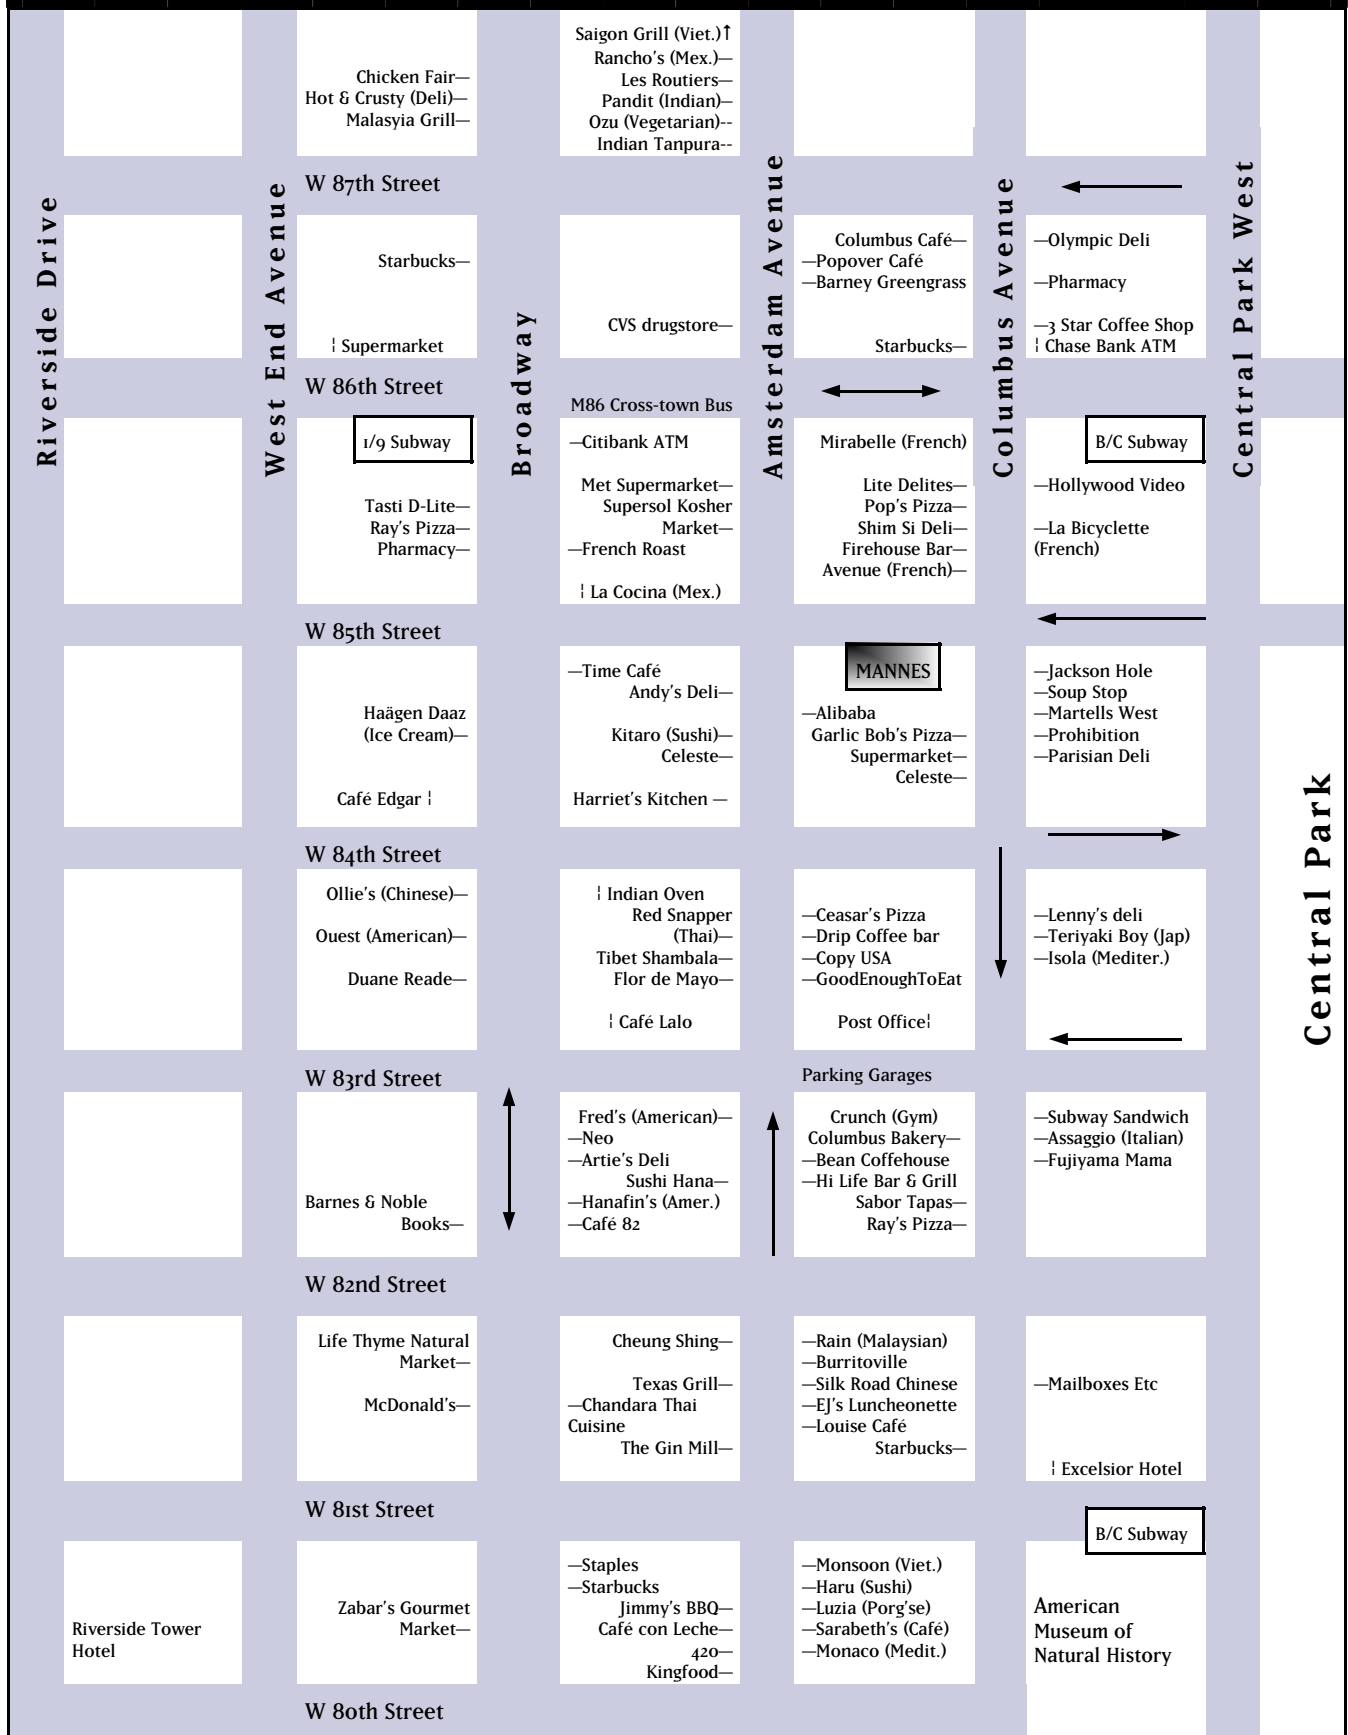 Saigon Grill (Viet.)↑
Rancho's (Mex.)—
Les Routiers—
Pandit (Indian)—
Ozu (Vegetarian)--
Indian Tanpura--
Chicken Fair—
Hot & Crusty (Deli)—
Malasyia Grill—
W 87th Street
Riverside Drive
West End Avenue
Broadway
Amsterdam Avenue
Columbus Avenue
Central Park West
Starbucks—
¦ Supermarket
CVS drugstore—
Columbus Café—
—Popover Café
—Barney Greengrass
Starbucks—
—Olympic Deli
—Pharmacy
—3 Star Coffee Shop
¦ Chase Bank ATM
W 86th Street
M86 Cross-town Bus
1/9 Subway
Tasti D-Lite—
Ray's Pizza—
Pharmacy—
—Citibank ATM
Met Supermarket—
Supersol Kosher
Market—
—French Roast
¦ La Cocina (Mex.)
Mirabelle (French)
Lite Delites—
Pop's Pizza—
Shim Si Deli—
Firehouse Bar—
Avenue (French)—
B/C Subway
—Hollywood Video
—La Bicyclette
(French)
W 85th Street
Haägen Daaz
(Ice Cream)—
Café Edgar ¦
—Time Café
Andy's Deli—
Kitaro (Sushi)—
Celeste—
Harriet's Kitchen —
MANNES
—Alibaba
Garlic Bob's Pizza—
Supermarket—
Celeste—
—Jackson Hole
—Soup Stop
—Martells West
—Prohibition
—Parisian Deli
Central Park
W 84th Street
Ollie's (Chinese)—
Ouest (American)—
Duane Reade—
¦ Indian Oven
Red Snapper
(Thai)—
Tibet Shambala—
Flor de Mayo—
¦ Café Lalo
—Ceasar's Pizza
—Drip Coffee bar
—Copy USA
—GoodEnoughToEat
Post Office¦
—Lenny's deli
—Teriyaki Boy (Jap)
—Isola (Mediter.)
W 83rd Street
Parking Garages
Barnes & Noble
Books—
Fred's (American)—
—Neo
—Artie's Deli
Sushi Hana—
—Hanafin's (Amer.)
—Café 82
Crunch (Gym)
Columbus Bakery—
—Bean Coffehouse
—Hi Life Bar & Grill
Sabor Tapas—
Ray's Pizza—
—Subway Sandwich
—Assaggio (Italian)
—Fujiyama Mama
W 82nd Street
Life Thyme Natural
Market—
McDonald's—
Cheung Shing—
Texas Grill—
—Chandara Thai
Cuisine
The Gin Mill—
—Rain (Malaysian)
—Burritoville
—Silk Road Chinese
—EJ's Luncheonette
—Louise Café
Starbucks—
—Mailboxes Etc
¦ Excelsior Hotel
W 81st Street
B/C Subway
Riverside Tower
Hotel
Zabar's Gourmet
Market—
—Staples
—Starbucks
Jimmy's BBQ—
Café con Leche—
420—
Kingfood—
—Monsoon (Viet.)
—Haru (Sushi)
—Luzia (Porg'se)
—Sarabeth's (Café)
—Monaco (Medit.)
American
Museum of
Natural History
W 80th Street